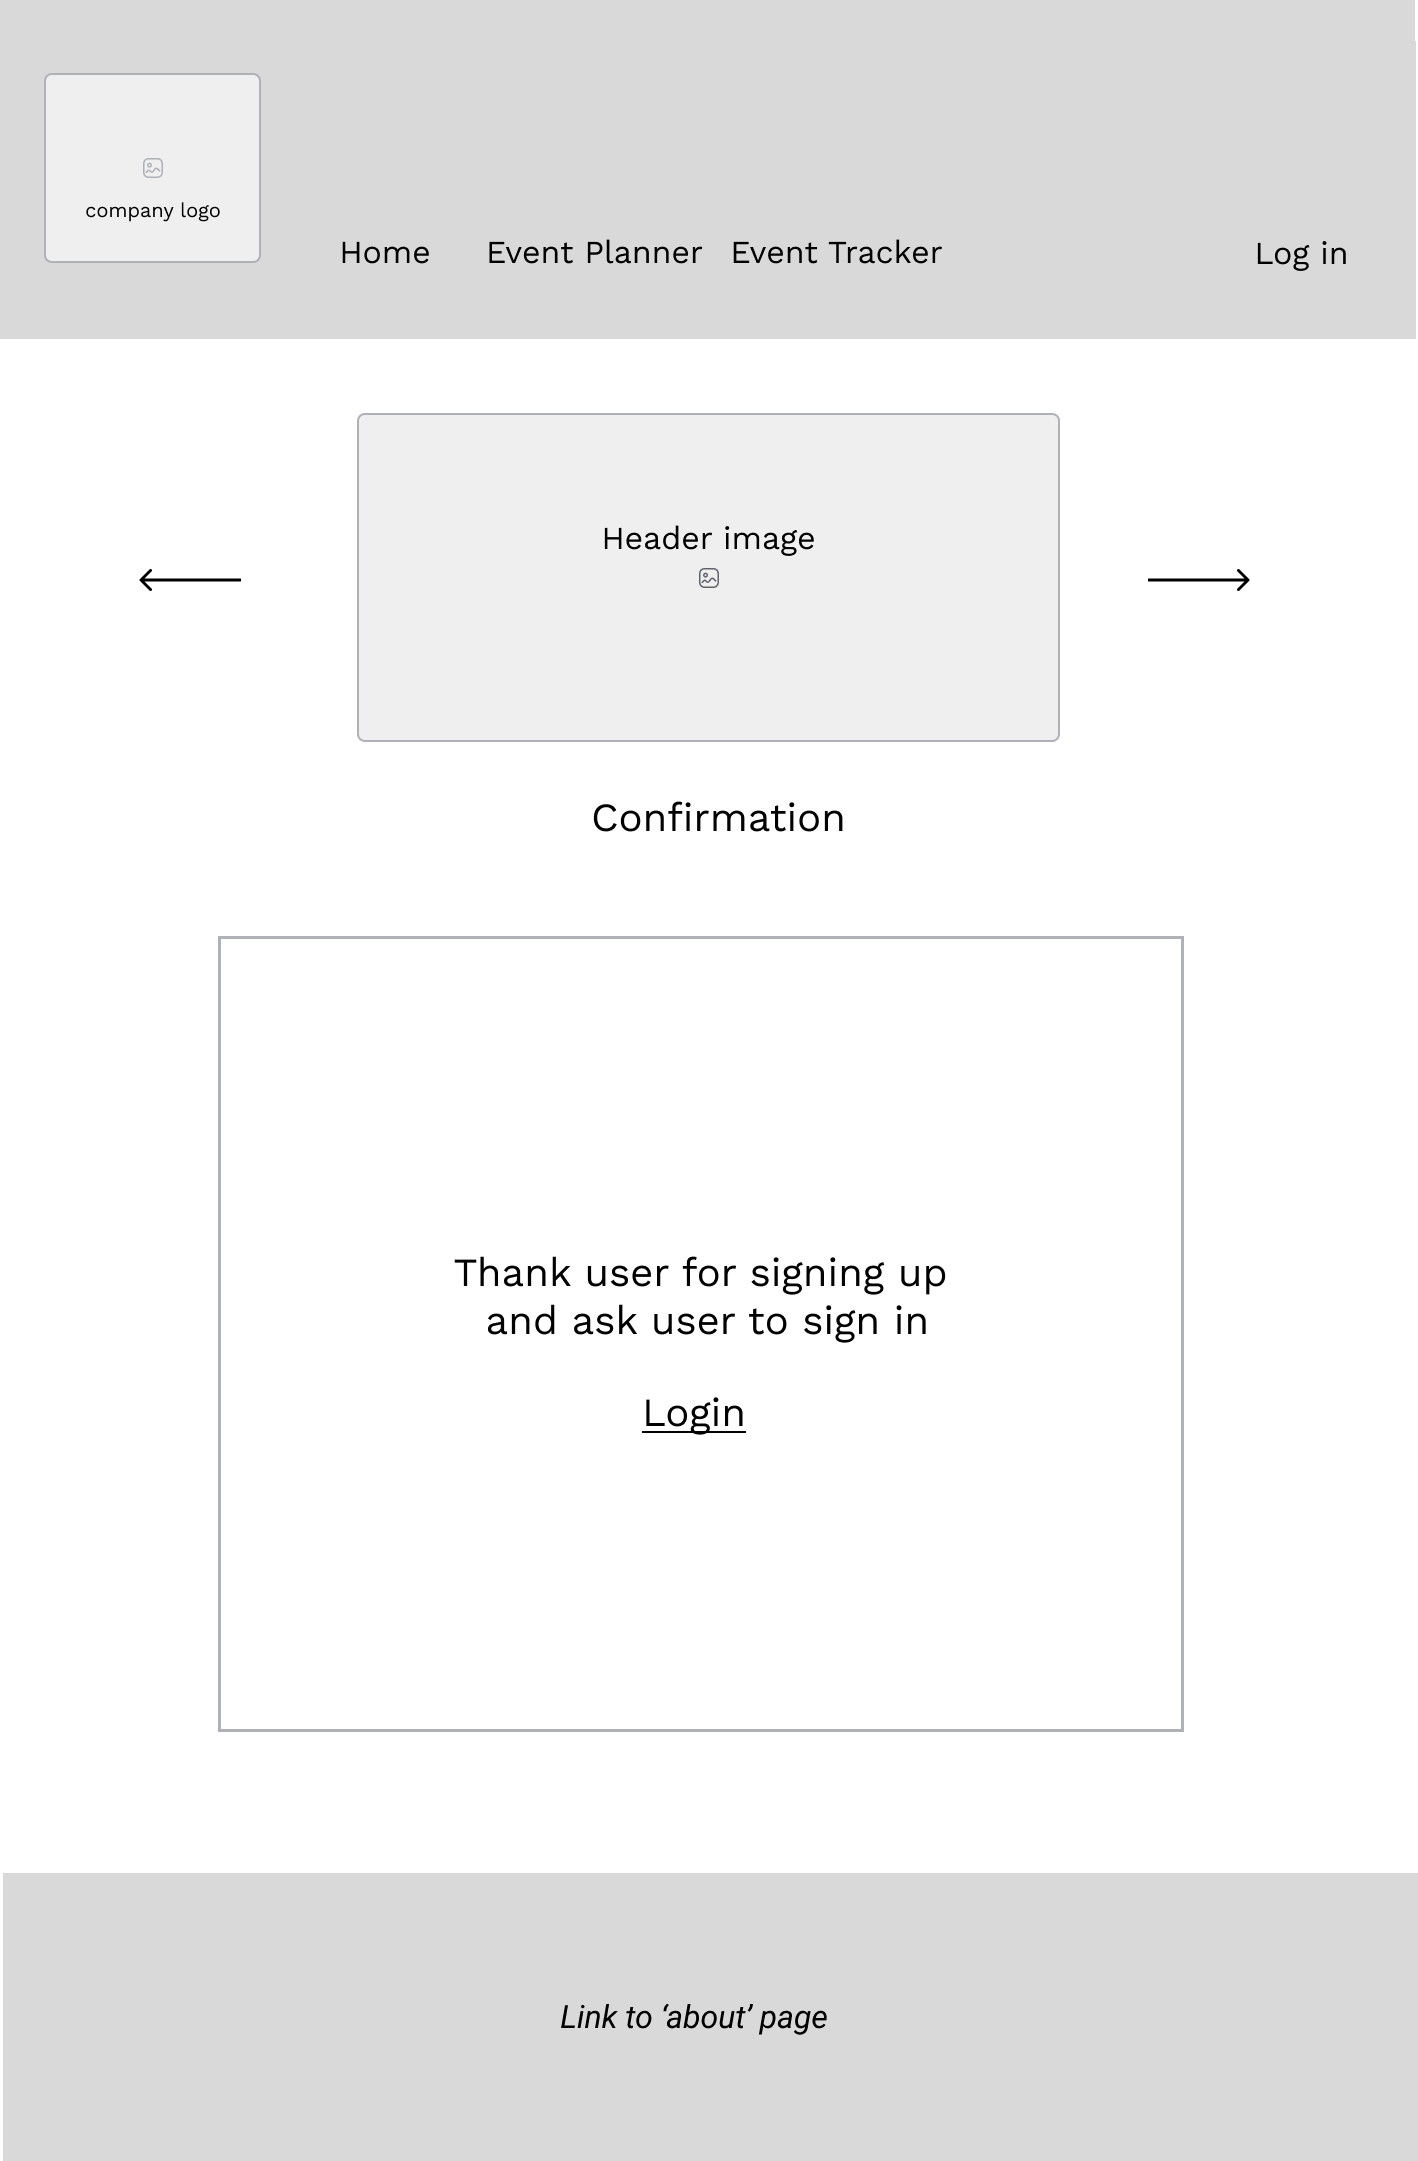 company logo
Home
Event Planner
Event Tracker
Log in
Header image
Confirmation
Thank user for signing up
and ask user to sign in
Login
Link to ‘about’ page